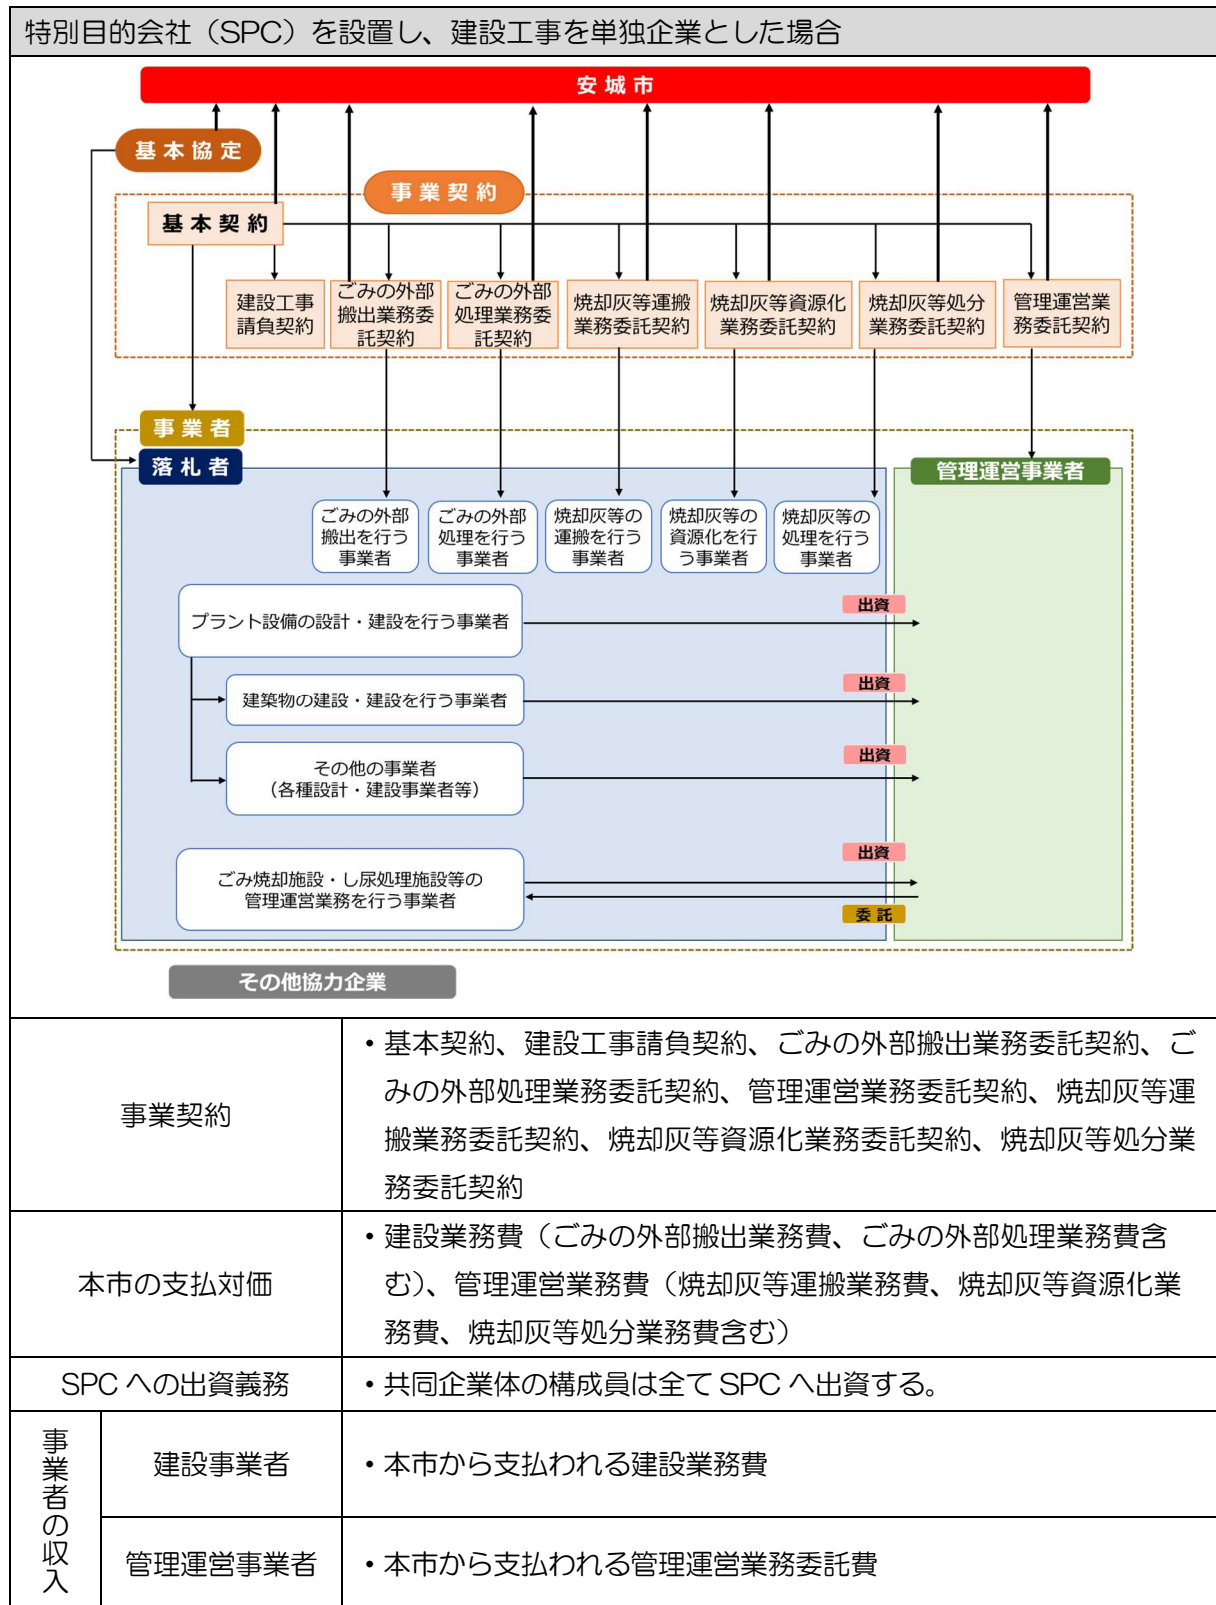 特別目的会社（SPC）を設置し、建設工事を単独企業とした場合
安城市
基本協定
事業契約
基本契約
建設工事
請負契約
ごみの外部
搬出業務委
託契約
ごみの外部
処理業務委
託契約
焼却灰等運搬
業務委託契約
焼却灰等資源化
業務委託契約
焼却灰等処分
業務委託契約
管理運営業
務委託契約
事業者
落札者
管理運営事業者
ごみの外部
搬出を行う
事業者
ごみの外部
処理を行う
事業者
焼却灰等の
運搬を行う
事業者
焼却灰等の
資源化を行
う事業者
焼却灰等の
処理を行う
事業者
プラント設備の設計・建設を行う事業者
出資
建築物の建設・建設を行う事業者
出資
その他の事業者
（各種設計・建設事業者等）
出資
ごみ焼却施設・し尿処理施設等の
管理運営業務を行う事業者
出資
委託
その他協力企業
事業契約
・基本契約、建設工事請負契約、ごみの外部搬出業務委託契約、ご
みの外部処理業務委託契約、管理運営業務委託契約、焼却灰等運
搬業務委託契約、焼却灰等資源化業務委託契約、焼却灰等処分業
務委託契約
本市の支払対価
・建設業務費（ごみの外部搬出業務費、ごみの外部処理業務費含
む）、管理運営業務費（焼却灰等運搬業務費、焼却灰等資源化業
務費、焼却灰等処分業務費含む）
SPC への出資義務
・共同企業体の構成員は全て SPC へ出資する。
事業者の収入
建設事業者
・本市から支払われる建設業務費
管理運営事業者
・本市から支払われる管理運営業務委託費